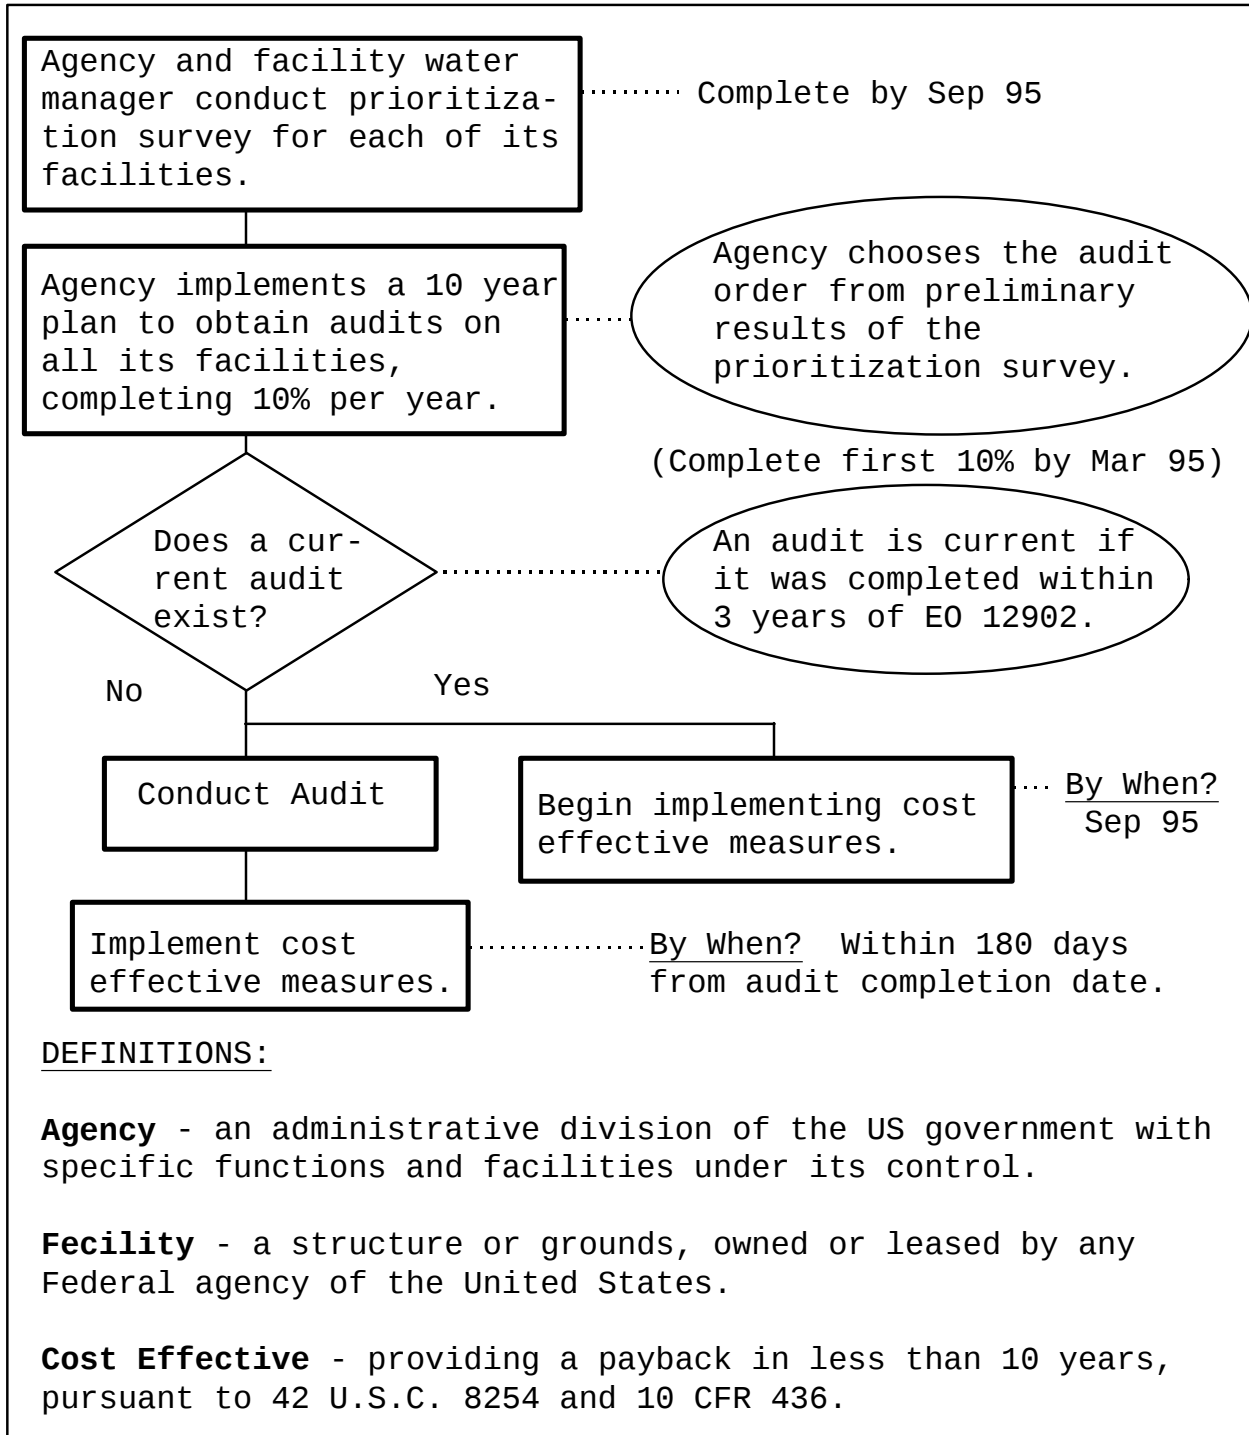 Agency and facility water
manager conduct prioritiza-
tion survey for each of its
facilities.
Complete by Sep 95
Agency implements a 10 year
plan to obtain audits on
all its facilities,
completing 10% per year.
Agency chooses the audit
order from preliminary
results of the
prioritization survey.
(Complete first 10% by Mar 95)
Does a cur-
rent audit
exist?
An audit is current if
it was completed within
3 years of EO 12902.
No
Yes
Conduct Audit
Begin implementing cost
effective measures.
By When?
Sep 95
Implement cost
effective measures.
By When? Within 180 days
from audit completion date.
DEFINITIONS:
Agency - an administrative division of the US government with
specific functions and facilities under its control.
Fecility - a structure or grounds, owned or leased by any
Federal agency of the United States.
Cost Effective - providing a payback in less than 10 years,
pursuant to 42 U.S.C. 8254 and 10 CFR 436.